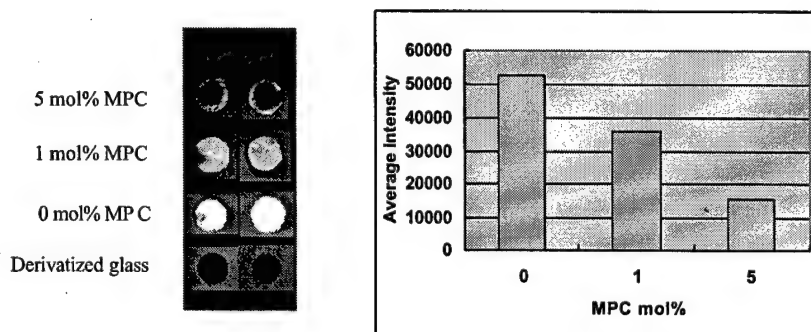 5 mol% MPC
1 mol% MPC
0 mol% MP C
Derivatized glass
60000
50000
40000
30000
20000
10000
0
Average Intensity
0
1
5
MPC mol%